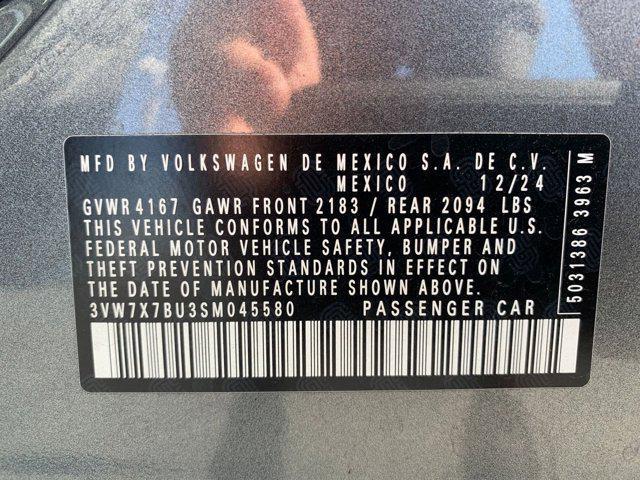 MFD BY VOLKSWAGEN DE MEXICO S.A. DE C.V.
MEXICO 12/24
GVWR 4167 GAWR FRONT 2183 / REAR 2094 LBS
THIS VEHICLE CONFORMS TO ALL APPLICABLE U.S.
FEDERAL MOTOR VEHICLE SAFETY, BUMPER AND
THEFT PREVENTION STANDARDS IN EFFECT ON
THE DATE OF MANUFACTURE SHOWN ABOVE.
3VW7X7BU3SM045580 PASSENGER CAR
5031386 3963 M